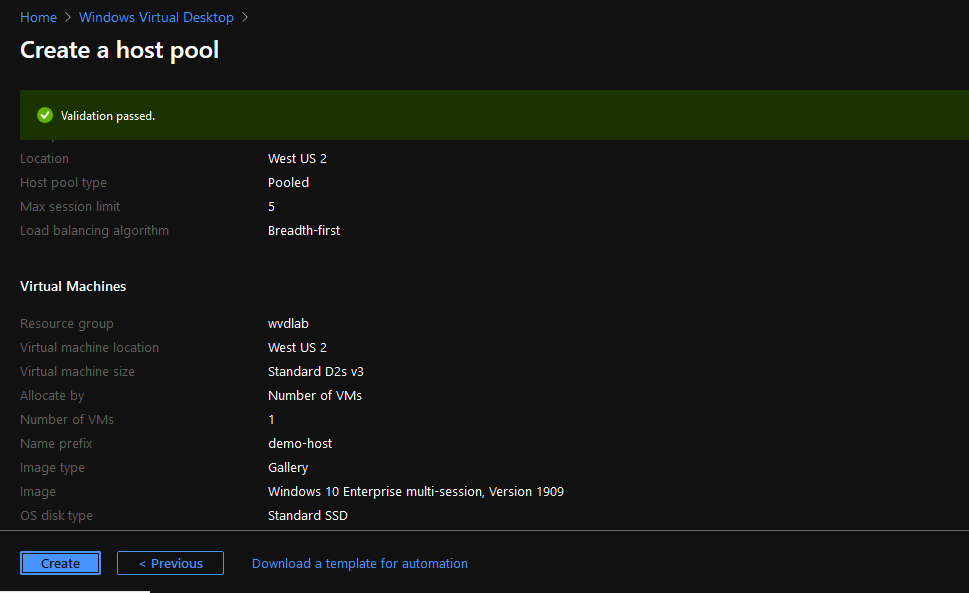 Home > Windows Virtual Desktop >
Create a host pool
Validation passed.
Location West US 2
Host pool type Pooled
Max session limit 5
Load balancing algorithm Breadth-first
Virtual Machines
Resource group wvdlab
Virtual machine location West US 2
Virtual machine size Standard D2s v3
Allocate by Number of VMs
Number of VMs 1
Name prefix demo-host
Image type Gallery
Image Windows 10 Enterprise multi-session, Version 1909
OS disk type Standard SSD
Create < Previous Download a template for automation